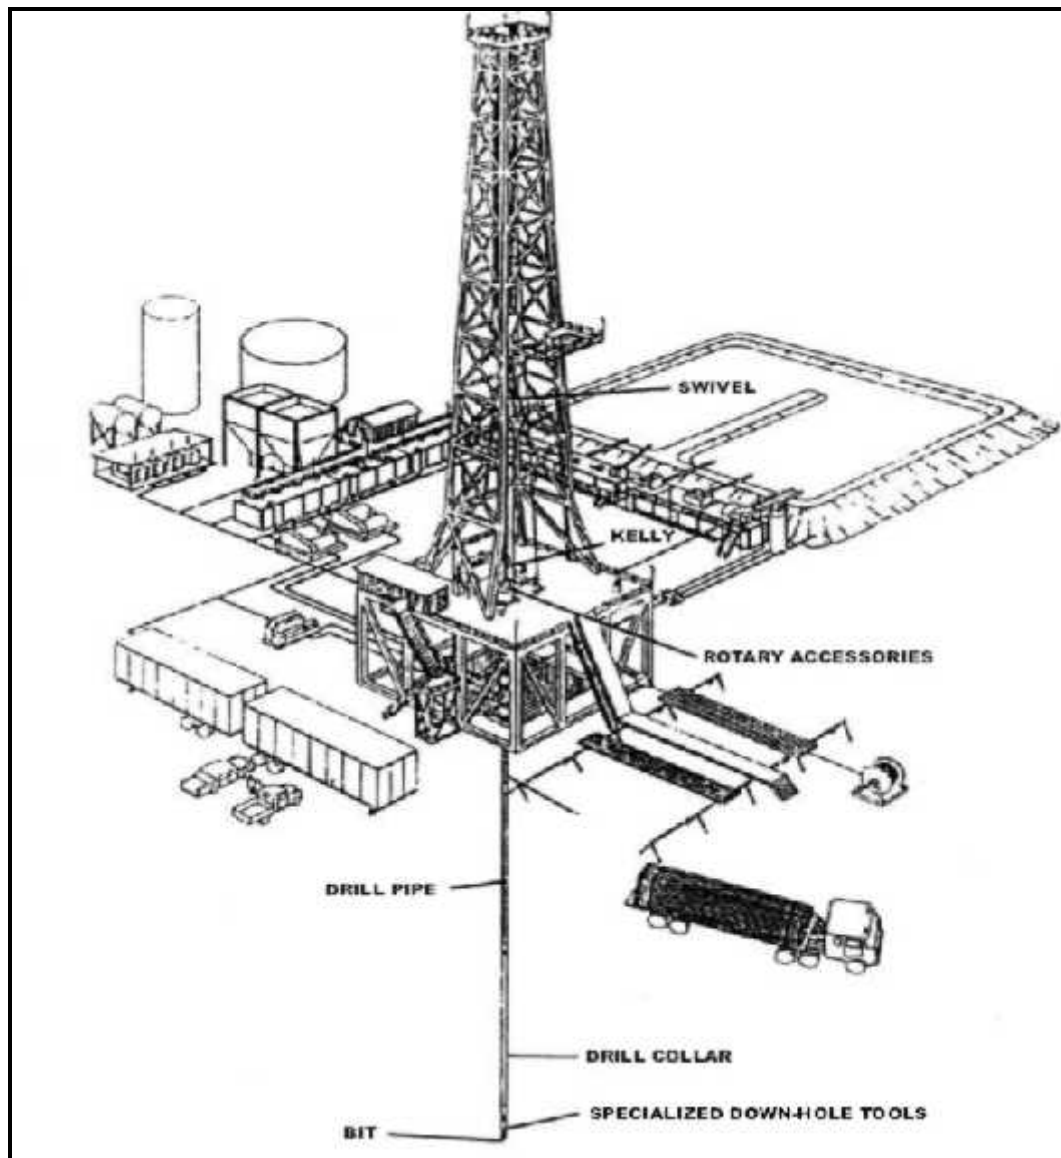 SWIVEL
KELLY
ROTARY ACCESSORIES
DRILL PIPE
DRILL COLLAR
SPECIALIZED DOWN-HOLE TOOLS
BIT